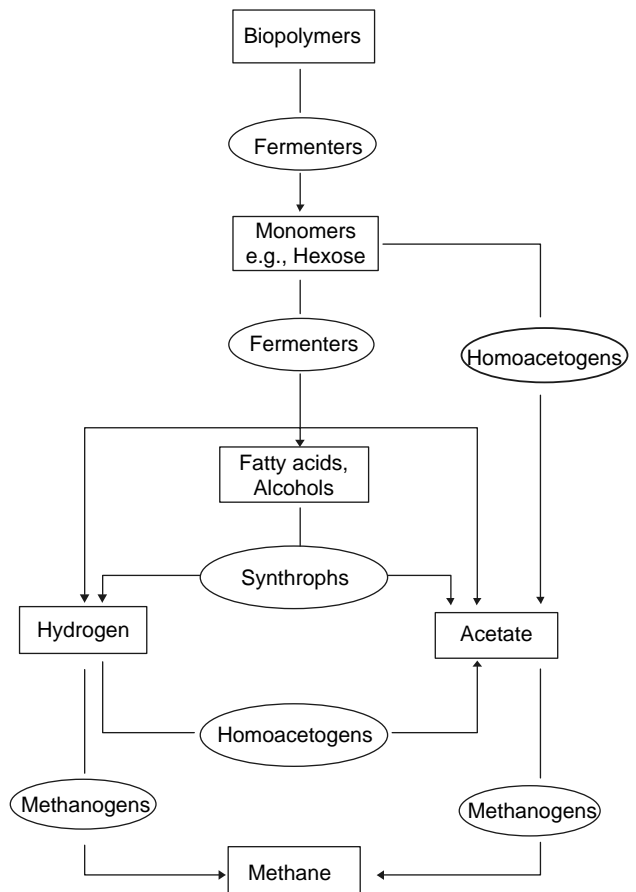 Biopolymers
Fermenters
Monomers
e.g., Hexose
Fermenters
Homoacetogens
Fatty acids,
Alcohols
Synthrophs
Hydrogen
Acetate
Homoacetogens
Methanogens
Methanogens
Methane